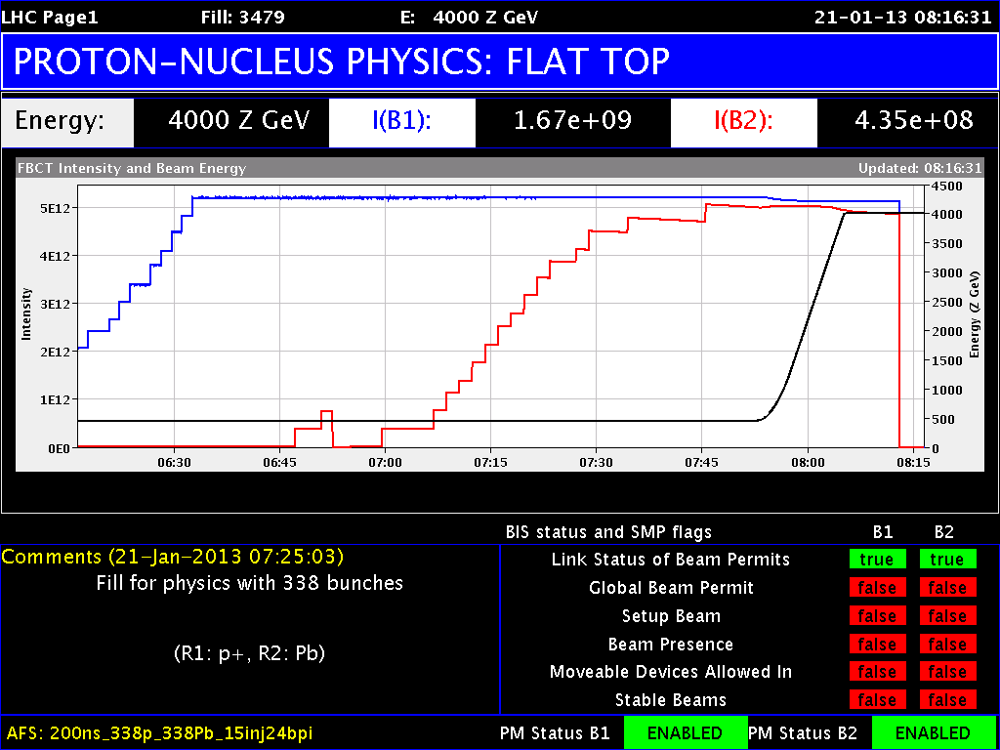 LHC Page1 Fill: 3479 E: 4000 Z GeV 21-01-13 08:16:31
PROTON-NUCLEUS PHYSICS: FLAT TOP
Energy: 4000 Z GeV I(B1): 1.67e+09 I(B2): 4.35e+08
FBCT Intensity and Beam Energy Updated: 08:16:31
Intensity
5E12
4E12
3E12
2E12
1E12
0E0
4500
4000
3500
3000
2500
2000
1500
1000
500
0
Energy (Z GeV)
06:30 06:45 07:00 07:15 07:30 07:45 08:00 08:15
Comments (21-Jan-2013 07:25:03)
Fill for physics with 338 bunches
(R1: p+, R2: Pb)
BIS status and SMP flags B1 B2
Link Status of Beam Permits true true
Global Beam Permit false false
Setup Beam false false
Beam Presence false false
Moveable Devices Allowed In false false
Stable Beams false false
AFS: 200ns_338p_338Pb_15inj24bpi PM Status B1 ENABLED PM Status B2 ENABLED